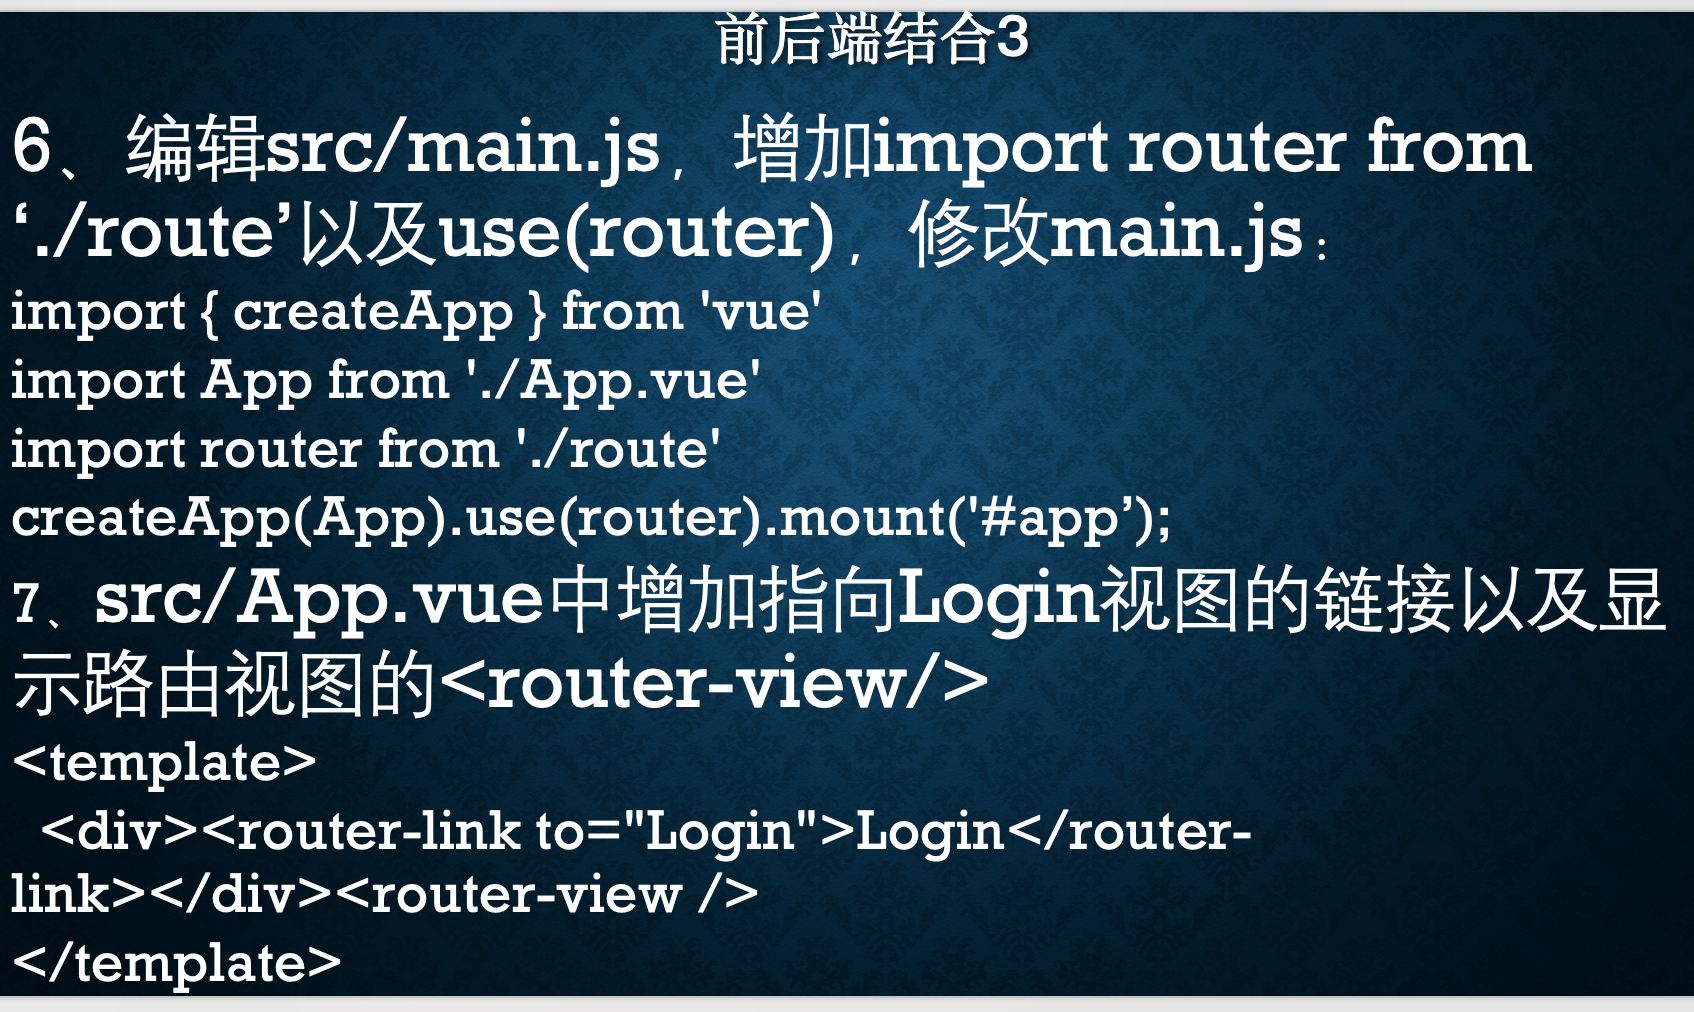 前后端结合3
6、编辑src/main.js，增加import router from
‘./route’以及use(router)，修改main.js：
import { createApp } from 'vue'
import App from './App.vue'
import router from './route'
createApp(App).use(router).mount('#app’);
7、src/App.vue中增加指向Login视图的链接以及显
示路由视图的<router-view/>
<template>
<div><router-link to="Login">Login</router-
link></div><router-view />
</template>